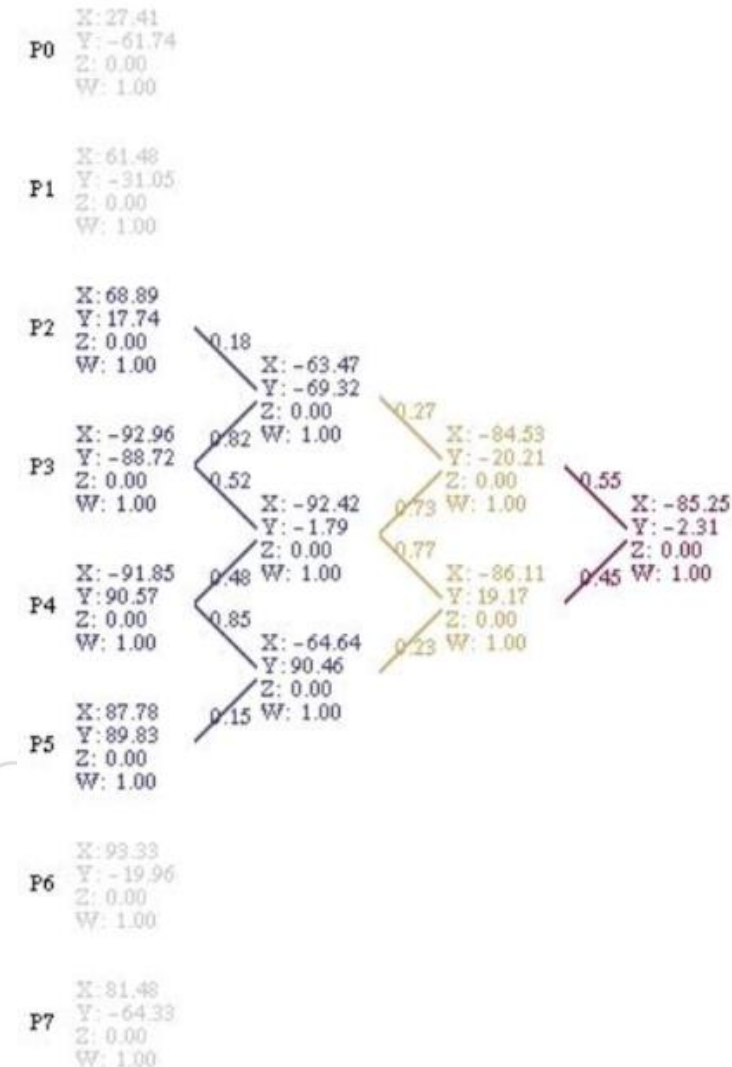 X: 27.41
P0 Y: -61.74
Z: 0.00
W: 1.00
X: 61.48
P1 Y: -31.05
Z: 0.00
W: 1.00
X: 68.89
P2 Y: 17.74
Z: 0.00
W: 1.00
0.18
X: -63.47
Y: -69.32
Z: 0.00
W: 1.00
0.82
X: -92.96
P3 Y: -88.72
Z: 0.00
W: 1.00
0.52
0.27
X: -84.53
Y: -20.21
Z: 0.00
W: 1.00
0.73
X: -92.42
Y: -1.79
Z: 0.00
W: 1.00
0.48
0.77
0.55
X: -85.25
Y: -2.31
Z: 0.00
W: 1.00
0.45
X: -91.85
P4 Y: 90.57
Z: 0.00
W: 1.00
0.85
X: -86.11
Y: 19.17
Z: 0.00
W: 1.00
0.23
X: -64.64
Y: 90.46
Z: 0.00
W: 1.00
0.15
X: 87.78
P5 Y: 89.83
Z: 0.00
W: 1.00
X: 93.33
P6 Y: -19.96
Z: 0.00
W: 1.00
X: 81.48
P7 Y: -64.33
Z: 0.00
W: 1.00